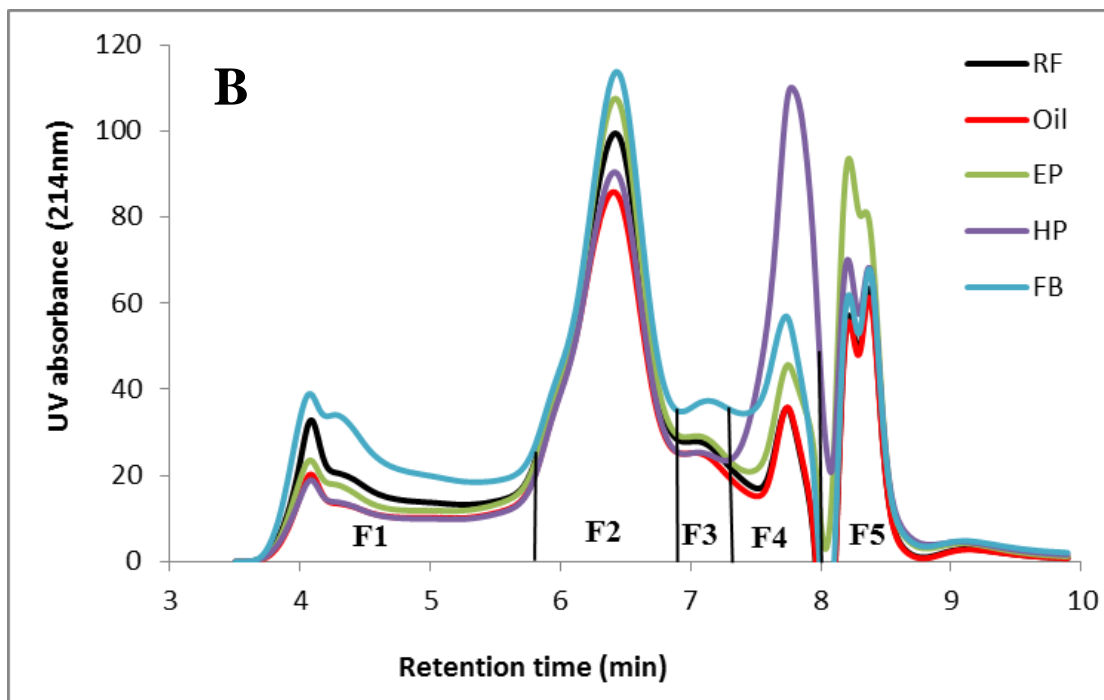 B
UV absorbance (214nm)
120
100
80
60
40
20
0
RF
Oil
EP
HP
FB
F1
F2
F3
F4
F5
3 4 5 6 7 8 9 10
Retention time (min)